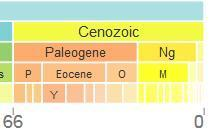 Cenozoic
Paleogene Ng
s P Eocene O M
Y
66 0